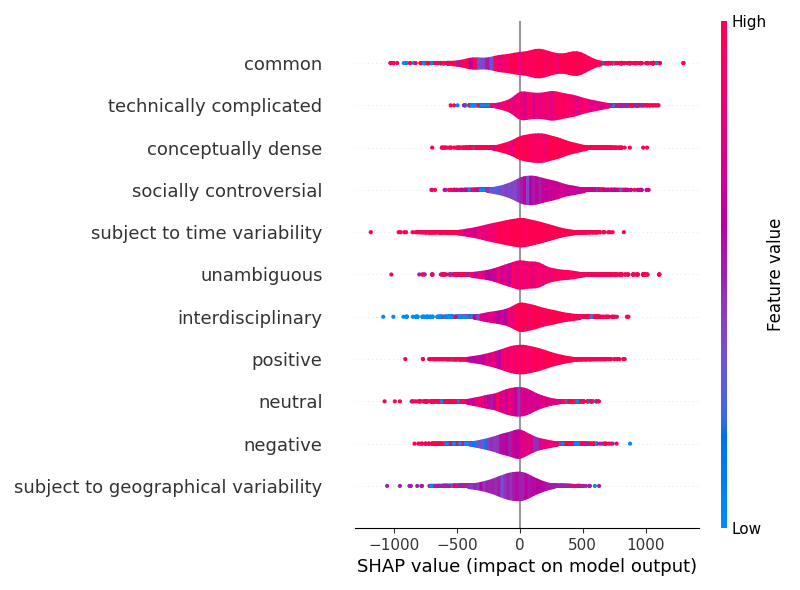 High
common
technically complicated
conceptually dense
socially controversial
subject to time variability
unambiguous
interdisciplinary
positive
neutral
negative
subject to geographical variability
Feature value
Low
−1000 −500 0 500 1000
SHAP value (impact on model output)